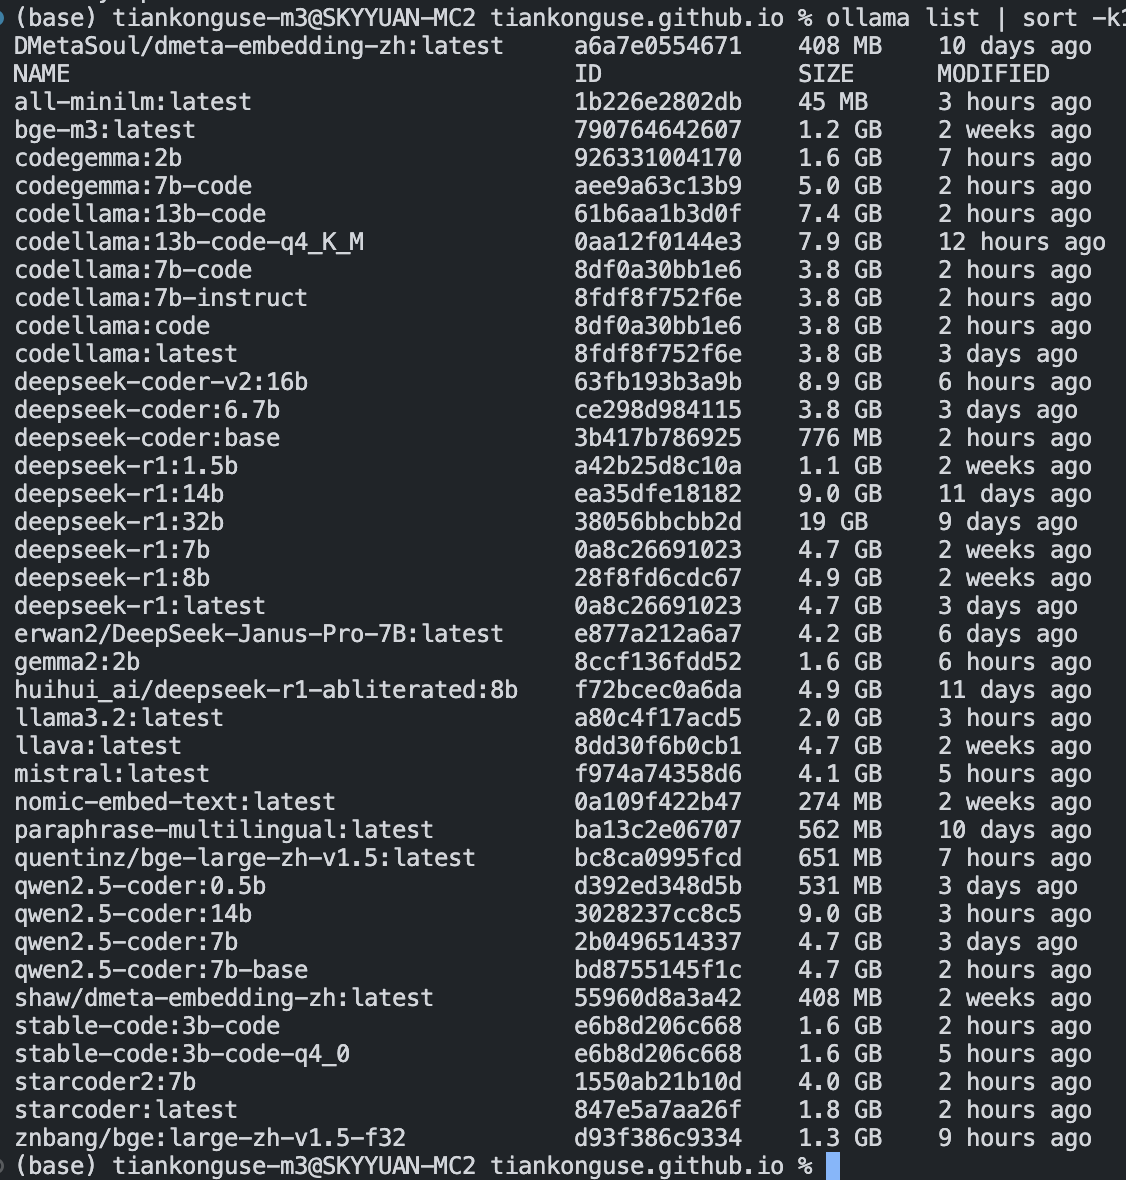 (base) tiankonguse-m3@SKYYUAN-MC2 tiankonguse.github.io % ollama list | sort -k1
DMetaSoul/dmeta-embedding-zh:latest a6a7e0554671 408 MB 10 days ago
NAME ID SIZE MODIFIED
all-minilm:latest 1b226e2802db 45 MB 3 hours ago
bge-m3:latest 790764642607 1.2 GB 2 weeks ago
codegemma:2b 926331004170 1.6 GB 7 hours ago
codegemma:7b-code aee9a63c13b9 5.0 GB 2 hours ago
codellama:13b-code 61b6aa1b3d0f 7.4 GB 2 hours ago
codellama:13b-code-q4_K_M 0aa12f0144e3 7.9 GB 12 hours ago
codellama:7b-code 8df0a30bb1e6 3.8 GB 2 hours ago
codellama:7b-instruct 8fdf8f752f6e 3.8 GB 2 hours ago
codellama:code 8df0a30bb1e6 3.8 GB 2 hours ago
codellama:latest 8fdf8f752f6e 3.8 GB 3 days ago
deepseek-coder-v2:16b 63fb193b3a9b 8.9 GB 6 hours ago
deepseek-coder:6.7b ce298d984115 3.8 GB 3 days ago
deepseek-coder:base 3b417b786925 776 MB 2 hours ago
deepseek-r1:1.5b a42b25d8c10a 1.1 GB 2 weeks ago
deepseek-r1:14b ea35dfe18182 9.0 GB 11 days ago
deepseek-r1:32b 38056bbcbb2d 19 GB 9 days ago
deepseek-r1:7b 0a8c26691023 4.7 GB 2 weeks ago
deepseek-r1:8b 28f8fd6cdc67 4.9 GB 2 weeks ago
deepseek-r1:latest 0a8c26691023 4.7 GB 3 days ago
erwan2/DeepSeek-Janus-Pro-7B:latest e877a212a6a7 4.2 GB 6 days ago
gemma2:2b 8ccf136fdd52 1.6 GB 6 hours ago
huihui_ai/deepseek-r1-abliterated:8b f72bcec0a6da 4.9 GB 11 days ago
llama3.2:latest a80c4f17acd5 2.0 GB 3 hours ago
llava:latest 8dd30f6b0cb1 4.7 GB 2 weeks ago
mistral:latest f974a74358d6 4.1 GB 5 hours ago
nomic-embed-text:latest 0a109f422b47 274 MB 2 weeks ago
paraphrase-multilingual:latest ba13c2e06707 562 MB 10 days ago
quentinz/bge-large-zh-v1.5:latest bc8ca0995fcd 651 MB 7 hours ago
qwen2.5-coder:0.5b d392ed348d5b 531 MB 3 days ago
qwen2.5-coder:14b 3028237cc8c5 9.0 GB 3 hours ago
qwen2.5-coder:7b 2b0496514337 4.7 GB 3 days ago
qwen2.5-coder:7b-base bd8755145f1c 4.7 GB 2 hours ago
shaw/dmeta-embedding-zh:latest 55960d8a3a42 408 MB 2 weeks ago
stable-code:3b-code e6b8d206c668 1.6 GB 2 hours ago
stable-code:3b-code-q4_0 e6b8d206c668 1.6 GB 5 hours ago
starcoder2:7b 1550ab21b10d 4.0 GB 2 hours ago
starcoder:latest 847e5a7aa26f 1.8 GB 2 hours ago
znbang/bge:large-zh-v1.5-f32 d93f386c9334 1.3 GB 9 hours ago
(base) tiankonguse-m3@SKYYUAN-MC2 tiankonguse.github.io %